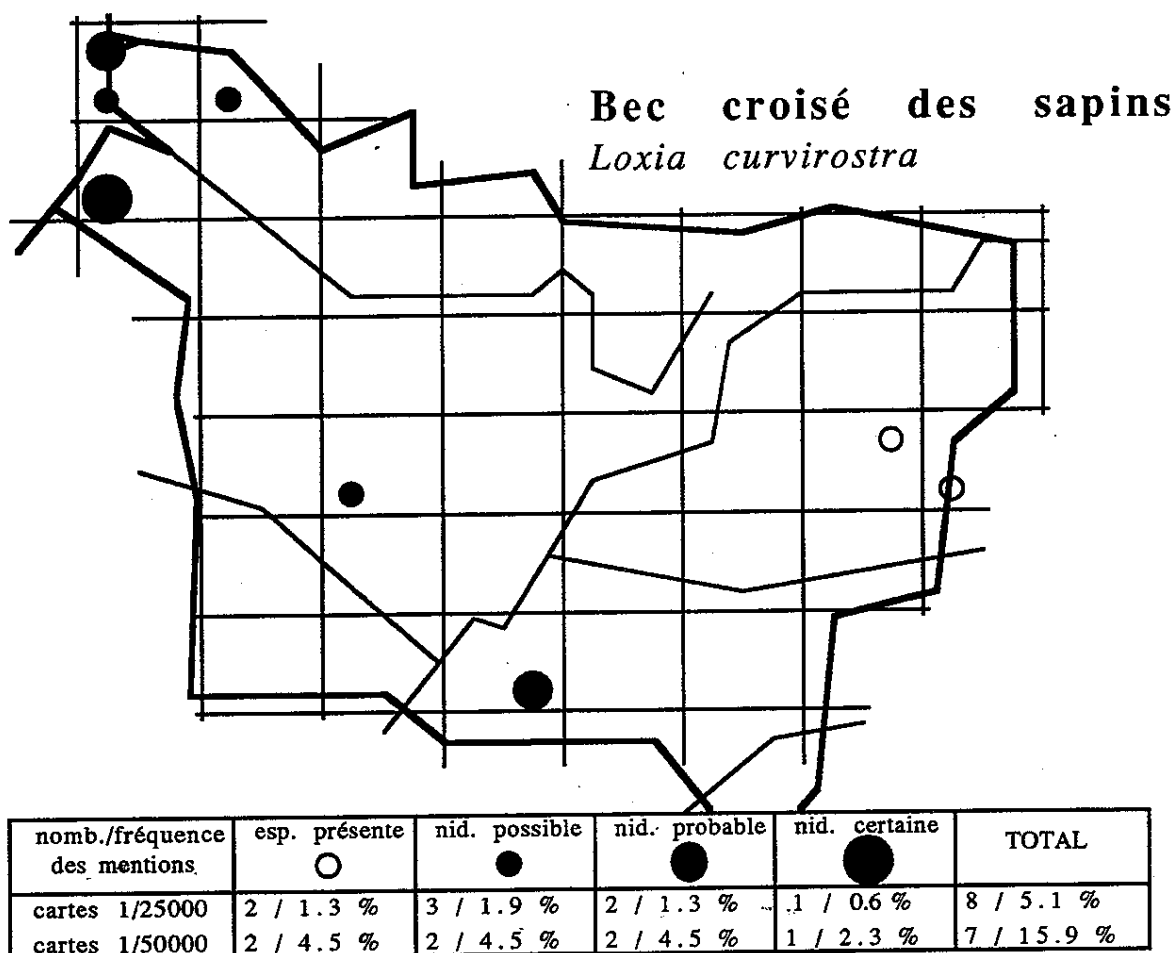 Bec croisé des sapins
Loxia curvirostra
nomb./fréquence des mentions
esp. présente
nid. possible
nid. probable
nid. certaine
TOTAL
cartes 1/25000 2 / 1.3 % 3 / 1.9 % 2 / 1.3 % 1 / 0.6 % 8 / 5.1 %
cartes 1/50000 2 / 4.5 % 2 / 4.5 % 2 / 4.5 % 1 / 2.3 % 7 / 15.9 %